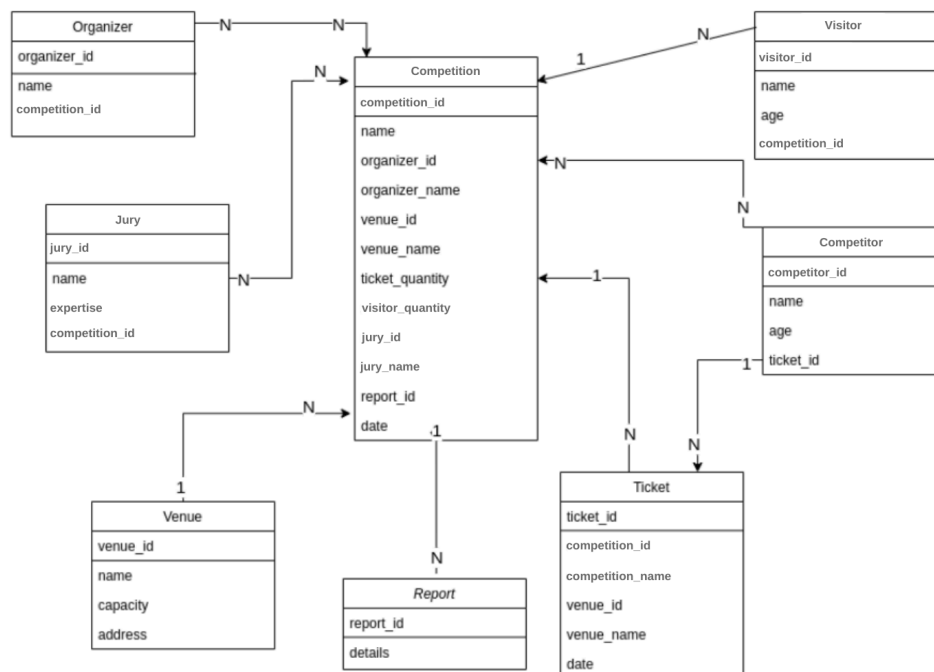 Organizer
organizer_id
name
competition_id
N
N
Visitor
visitor_id
name
age
competition_id
N
1
Competition
competition_id
name
organizer_id
organizer_name
venue_id
venue_name
ticket_quantity
visitor_quantity
jury_id
jury_name
report_id
date
N
N
Jury
jury_id
name
expertise
competition_id
N
N
Competitor
competitor_id
name
age
ticket_id
1
N
1
N
N
1
Venue
venue_id
name
capacity
address
1
N
Report
report_id
details
Ticket
ticket_id
competition_id
competition_name
venue_id
venue_name
date